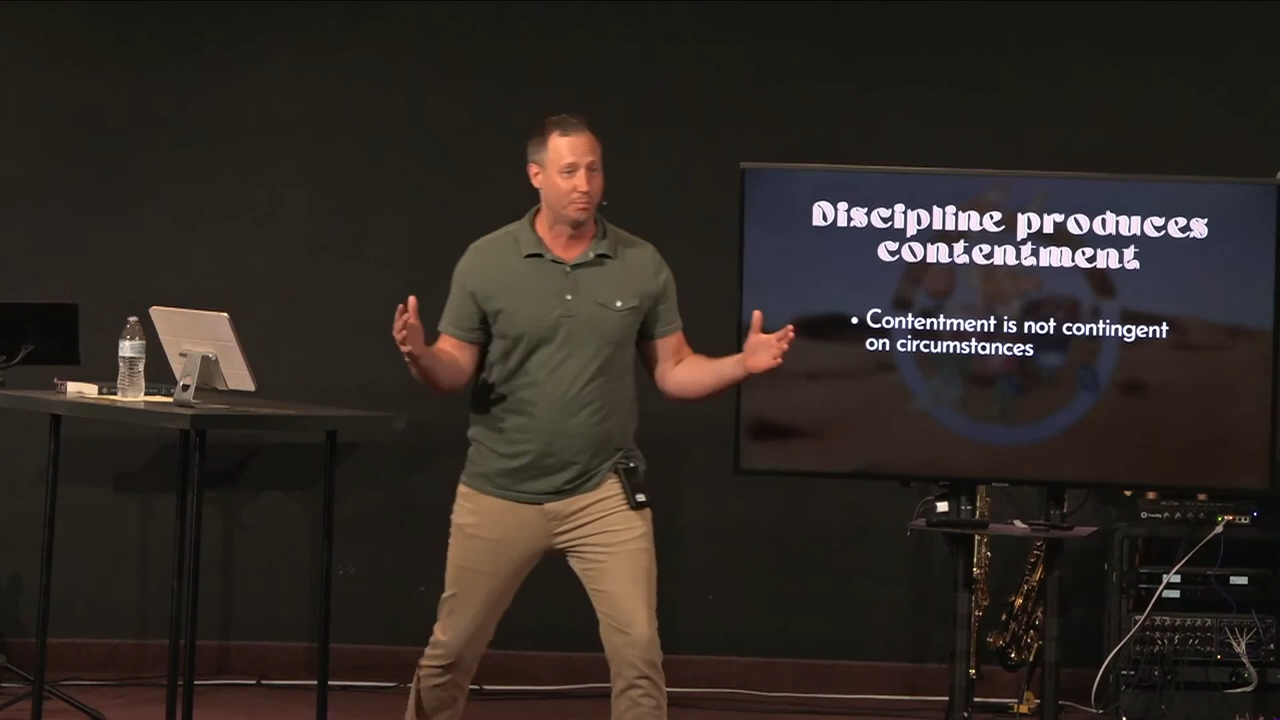 Discipline produces
contentment
• Contentment is not contingent
on circumstances